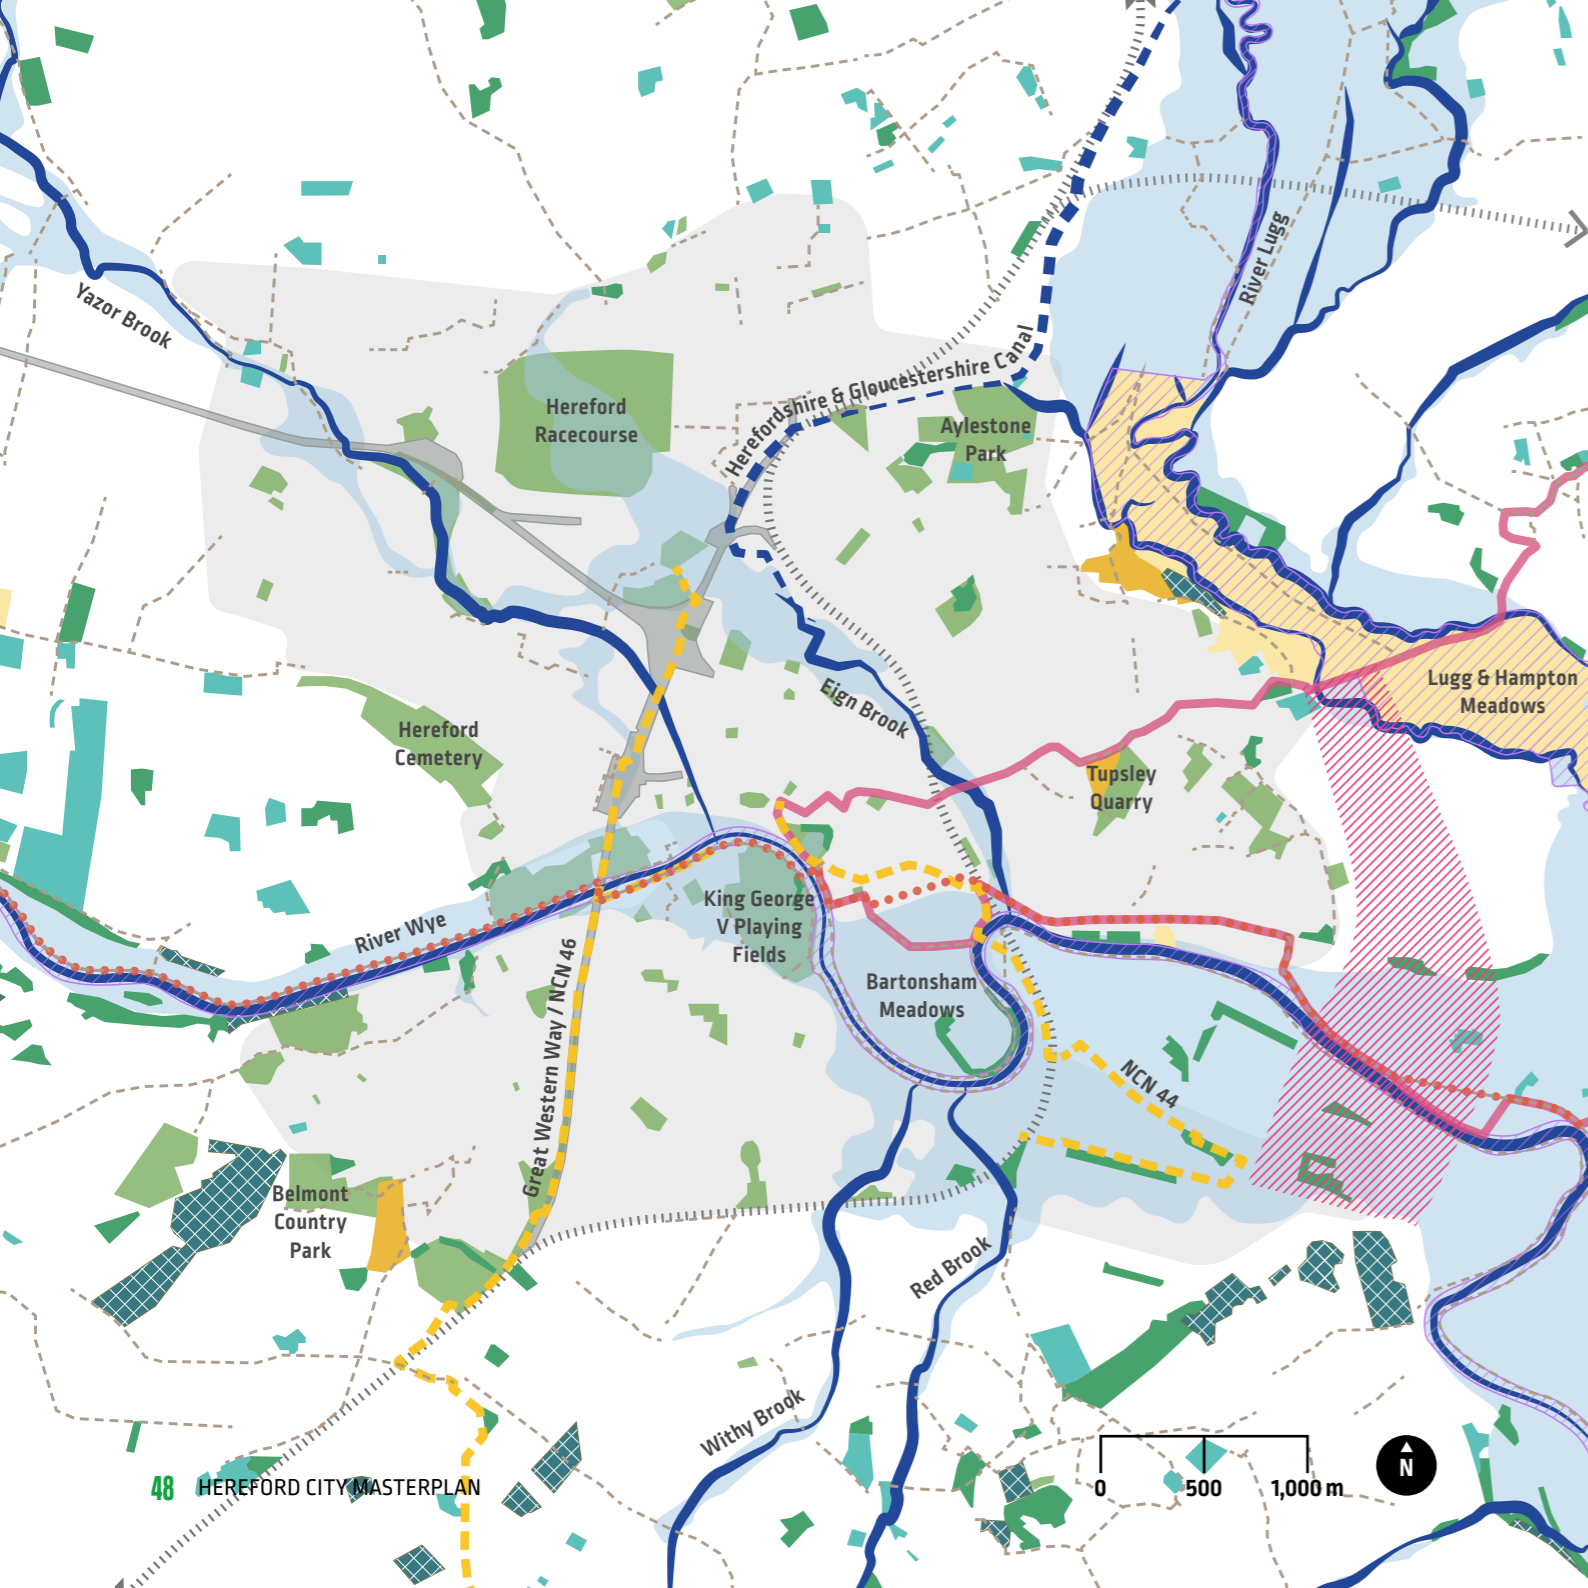 River Lugg
Yazor Brook
Herefordshire & Gloucestershire Canal
Hereford
Racecourse
Aylestone
Park
Lugg & Hampton
Meadows
Eign Brook
Hereford
Cemetery
Tupsley
Quarry
King George
V Playing
Fields
River Wye
Bartonsham
Meadows
Great Western Way / NCN 46
NCN 44
Belmont
Country
Park
Red Brook
Withy Brook
0 500 1,000 m
N
48 HEREFORD CITY MASTERPLAN